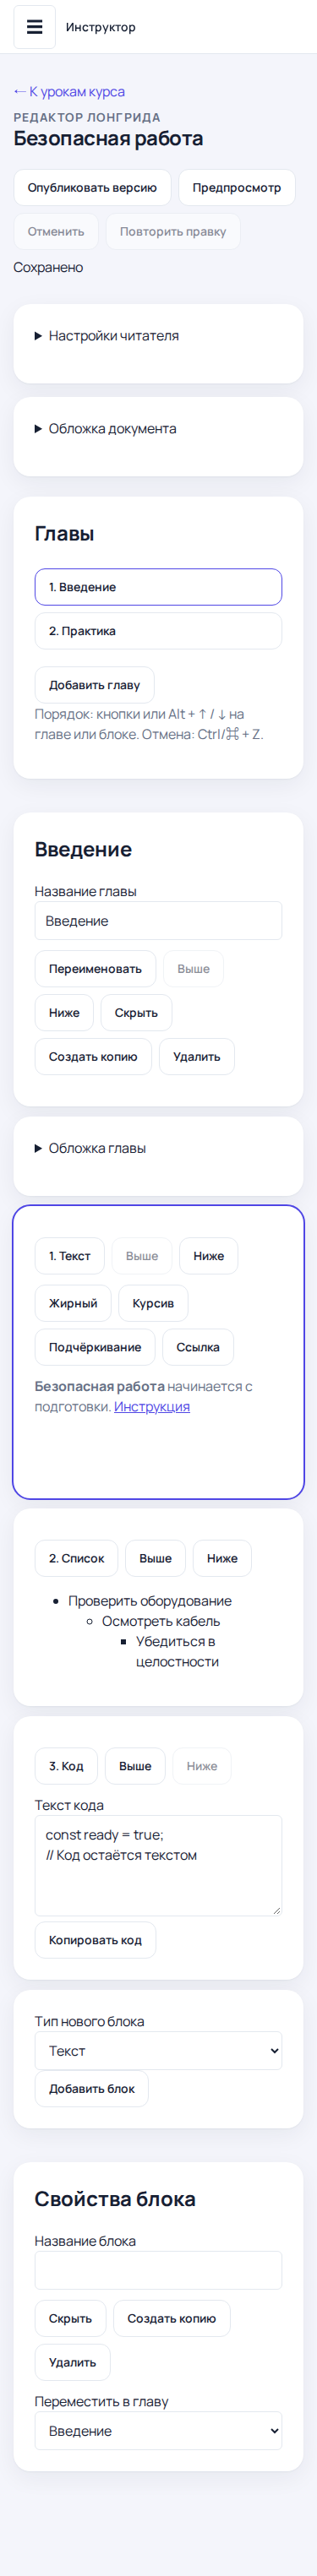 ☰ Инструктор
← К урокам курса
РЕДАКТОР ЛОНГРИДА
Безопасная работа
Опубликовать версию Предпросмотр
Отменить Повторить правку
Сохранено
Настройки читателя
Обложка документа
Главы
1. Введение
2. Практика
Добавить главу
Порядок: кнопки или Alt + ↑ / ↓ на
главе или блоке. Отмена: Ctrl/⌘ + Z.
Введение
Название главы
Введение
Переименовать Выше
Ниже Скрыть
Создать копию Удалить
Обложка главы
1. Текст Выше Ниже
Жирный Курсив
Подчёркивание Ссылка
Безопасная работа начинается с
подготовки. Инструкция
2. Список Выше Ниже
• Проверить оборудование
◦ Осмотреть кабель
▪ Убедиться в
целостности
3. Код Выше Ниже
Текст кода
const ready = true;
// Код остаётся текстом
Копировать код
Тип нового блока
Текст
Добавить блок
Свойства блока
Название блока
Скрыть Создать копию
Удалить
Переместить в главу
Введение